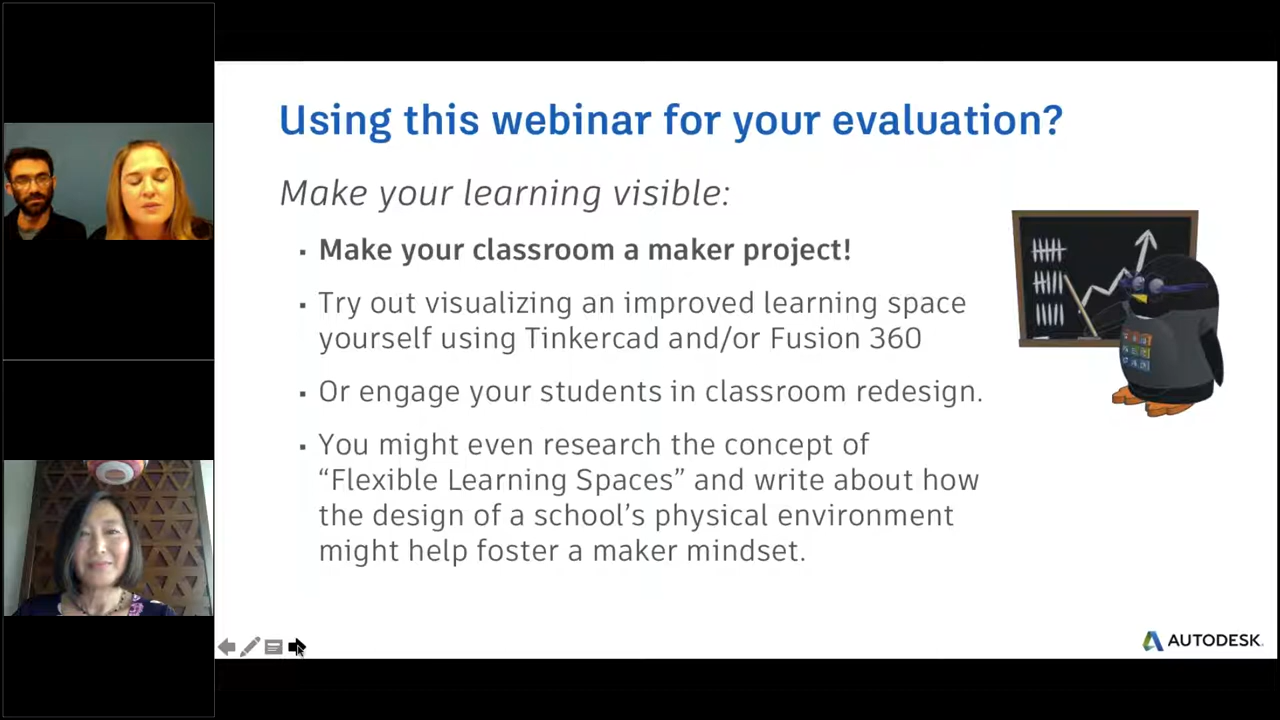 Using this webinar for your evaluation?
Make your learning visible:
▪ Make your classroom a maker project!
▪ Try out visualizing an improved learning space
yourself using Tinkercad and/or Fusion 360
▪ Or engage your students in classroom redesign.
▪ You might even research the concept of
“Flexible Learning Spaces” and write about how
the design of a school’s physical environment
might help foster a maker mindset.
AUTODESK.